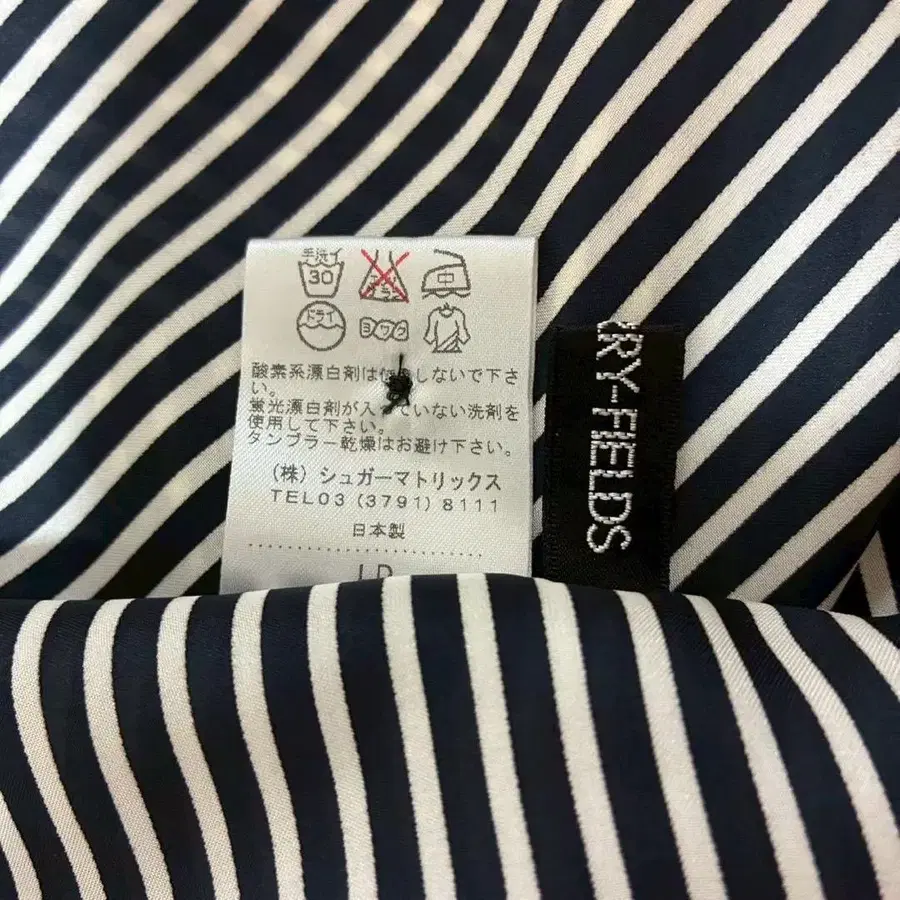 手洗イ
30
中
ドライ
ヨワク
酸素系漂白剤は使用しないで下さ
い。
蛍光漂白剤が入っていない洗剤を
使用して下さい。
タンブラー乾燥はお避け下さい。
(株) シュガーマトリックス
TEL03 (3791) 8111
日本製
RY-FIELDS